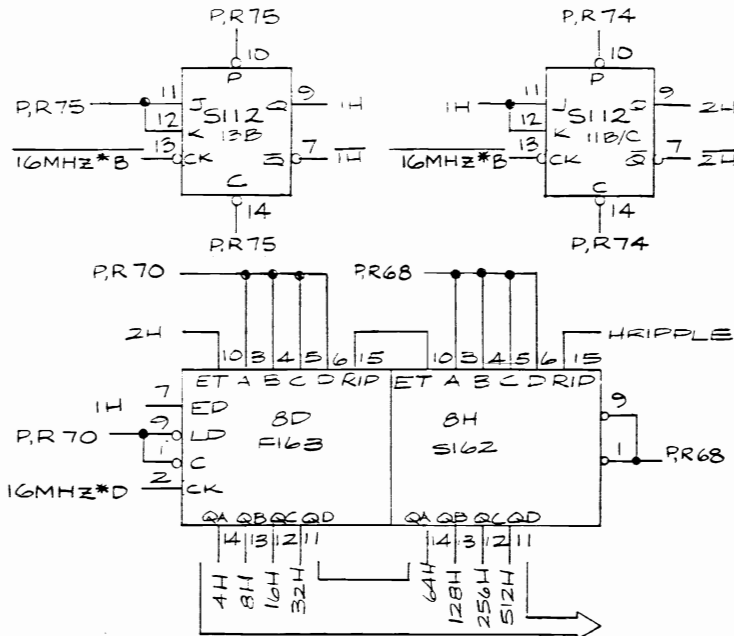 P,R75
P,R74
10
10
P
P
P,R75 11 J S112 Q 9 1H
12 K 13B
16MHZ*B 13 CK Q 7 1H
C
14
P,R75
1H 11 J S112 Q 9 2H
12 K 11B/C
16MHZ*B 13 CK Q 7 2H
C
14
P,R74
P,R70
P,R68
2H
HRIPPLE
10 3 4 5 6 15
10 3 4 5 6 15
ET A B C D RIP
ET A B C D RIP
1H 7 ED
8D
8H
9
P,R70 9 LD
F163
S162
1 C
1 P,R68
16MHZ*D 2 CK
QA QB QC QD
QA QB QC QD
14 13 12 11
14 13 12 11
4H
8H
16H
32H
64H
128H
256H
512H